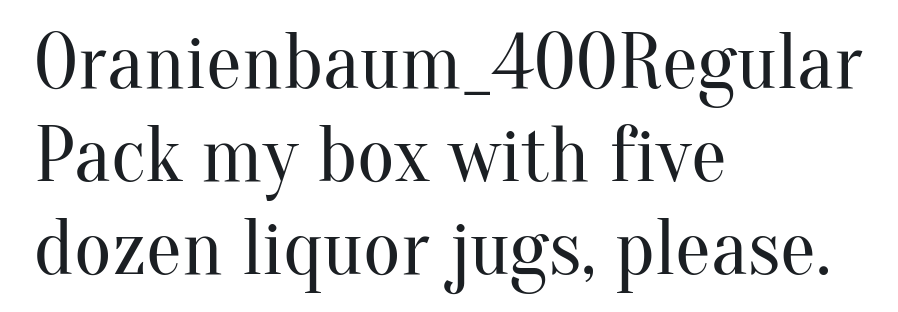 Oranienbaum_400Regular
Pack my box with five
dozen liquor jugs, please.